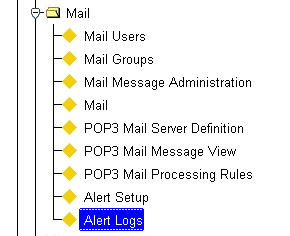 Mail
Mail Users
Mail Groups
Mail Message Administration
Mail
POP3 Mail Server Definition
POP3 Mail Message View
POP3 Mail Processing Rules
Alert Setup
Alert Logs